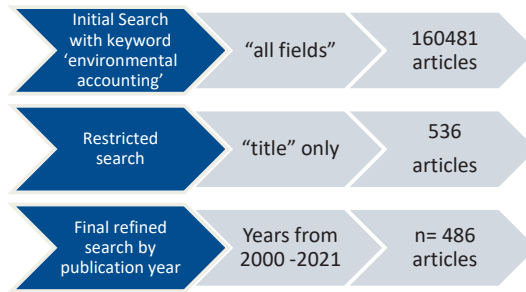 Initial Search
with keyword
‘environmental
accounting’
“all fields”
160481
articles
Restricted
search
“title” only
536
articles
Final refined
search by
publication year
Years from
2000 -2021
n= 486
articles